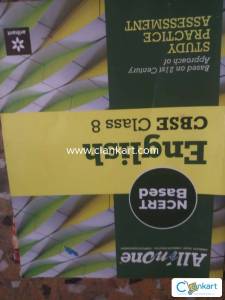 All in one
NCERT
Based
English
CBSE Class 8
www.clankart.com
Based on 21st Century
Approach of
STUDY
PRACTICE
ASSESSMENT
arihant
Clankart